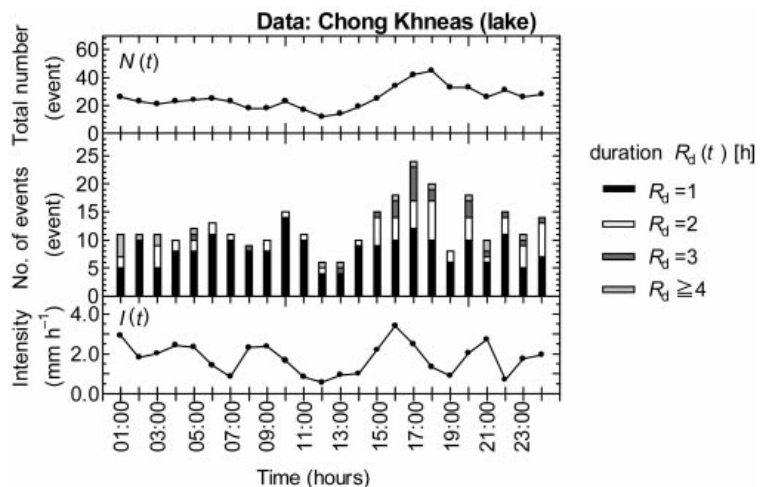 Data: Chong Khneas (lake)
Total number
(event)
60
40
20
0
N(t)
No. of events
(event)
25
20
15
10
5
0
Intensity
(mm h⁻¹)
4.0
2.0
0.0
I(t)
01:00
03:00
05:00
07:00
09:00
11:00
13:00
15:00
17:00
19:00
21:00
23:00
Time (hours)
duration R_d(t) [h]
R_d=1
R_d=2
R_d=3
R_d≧4